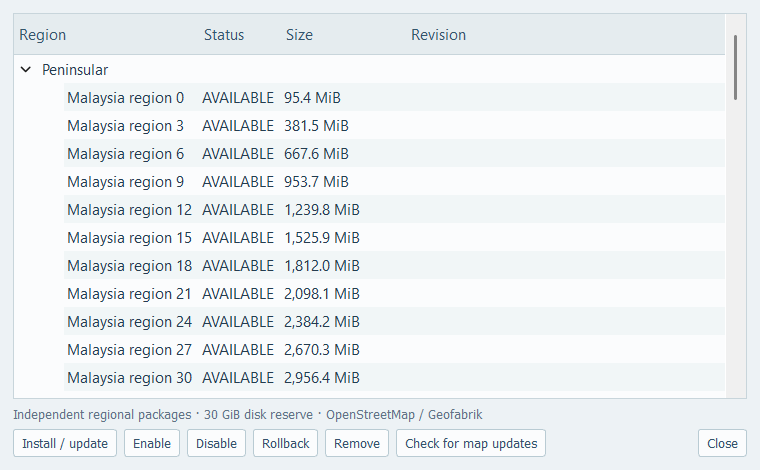 Region Status Size Revision
Peninsular
Malaysia region 0 AVAILABLE 95.4 MiB
Malaysia region 3 AVAILABLE 381.5 MiB
Malaysia region 6 AVAILABLE 667.6 MiB
Malaysia region 9 AVAILABLE 953.7 MiB
Malaysia region 12 AVAILABLE 1,239.8 MiB
Malaysia region 15 AVAILABLE 1,525.9 MiB
Malaysia region 18 AVAILABLE 1,812.0 MiB
Malaysia region 21 AVAILABLE 2,098.1 MiB
Malaysia region 24 AVAILABLE 2,384.2 MiB
Malaysia region 27 AVAILABLE 2,670.3 MiB
Malaysia region 30 AVAILABLE 2,956.4 MiB
Independent regional packages · 30 GiB disk reserve · OpenStreetMap / Geofabrik
Install / update Enable Disable Rollback Remove Check for map updates Close